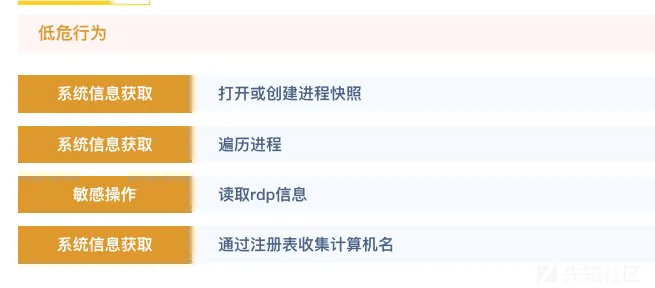 低危行为
系统信息获取 打开或创建进程快照
系统信息获取 遍历进程
敏感操作 读取rdp信息
系统信息获取 通过注册表收集计算机名
先知社区